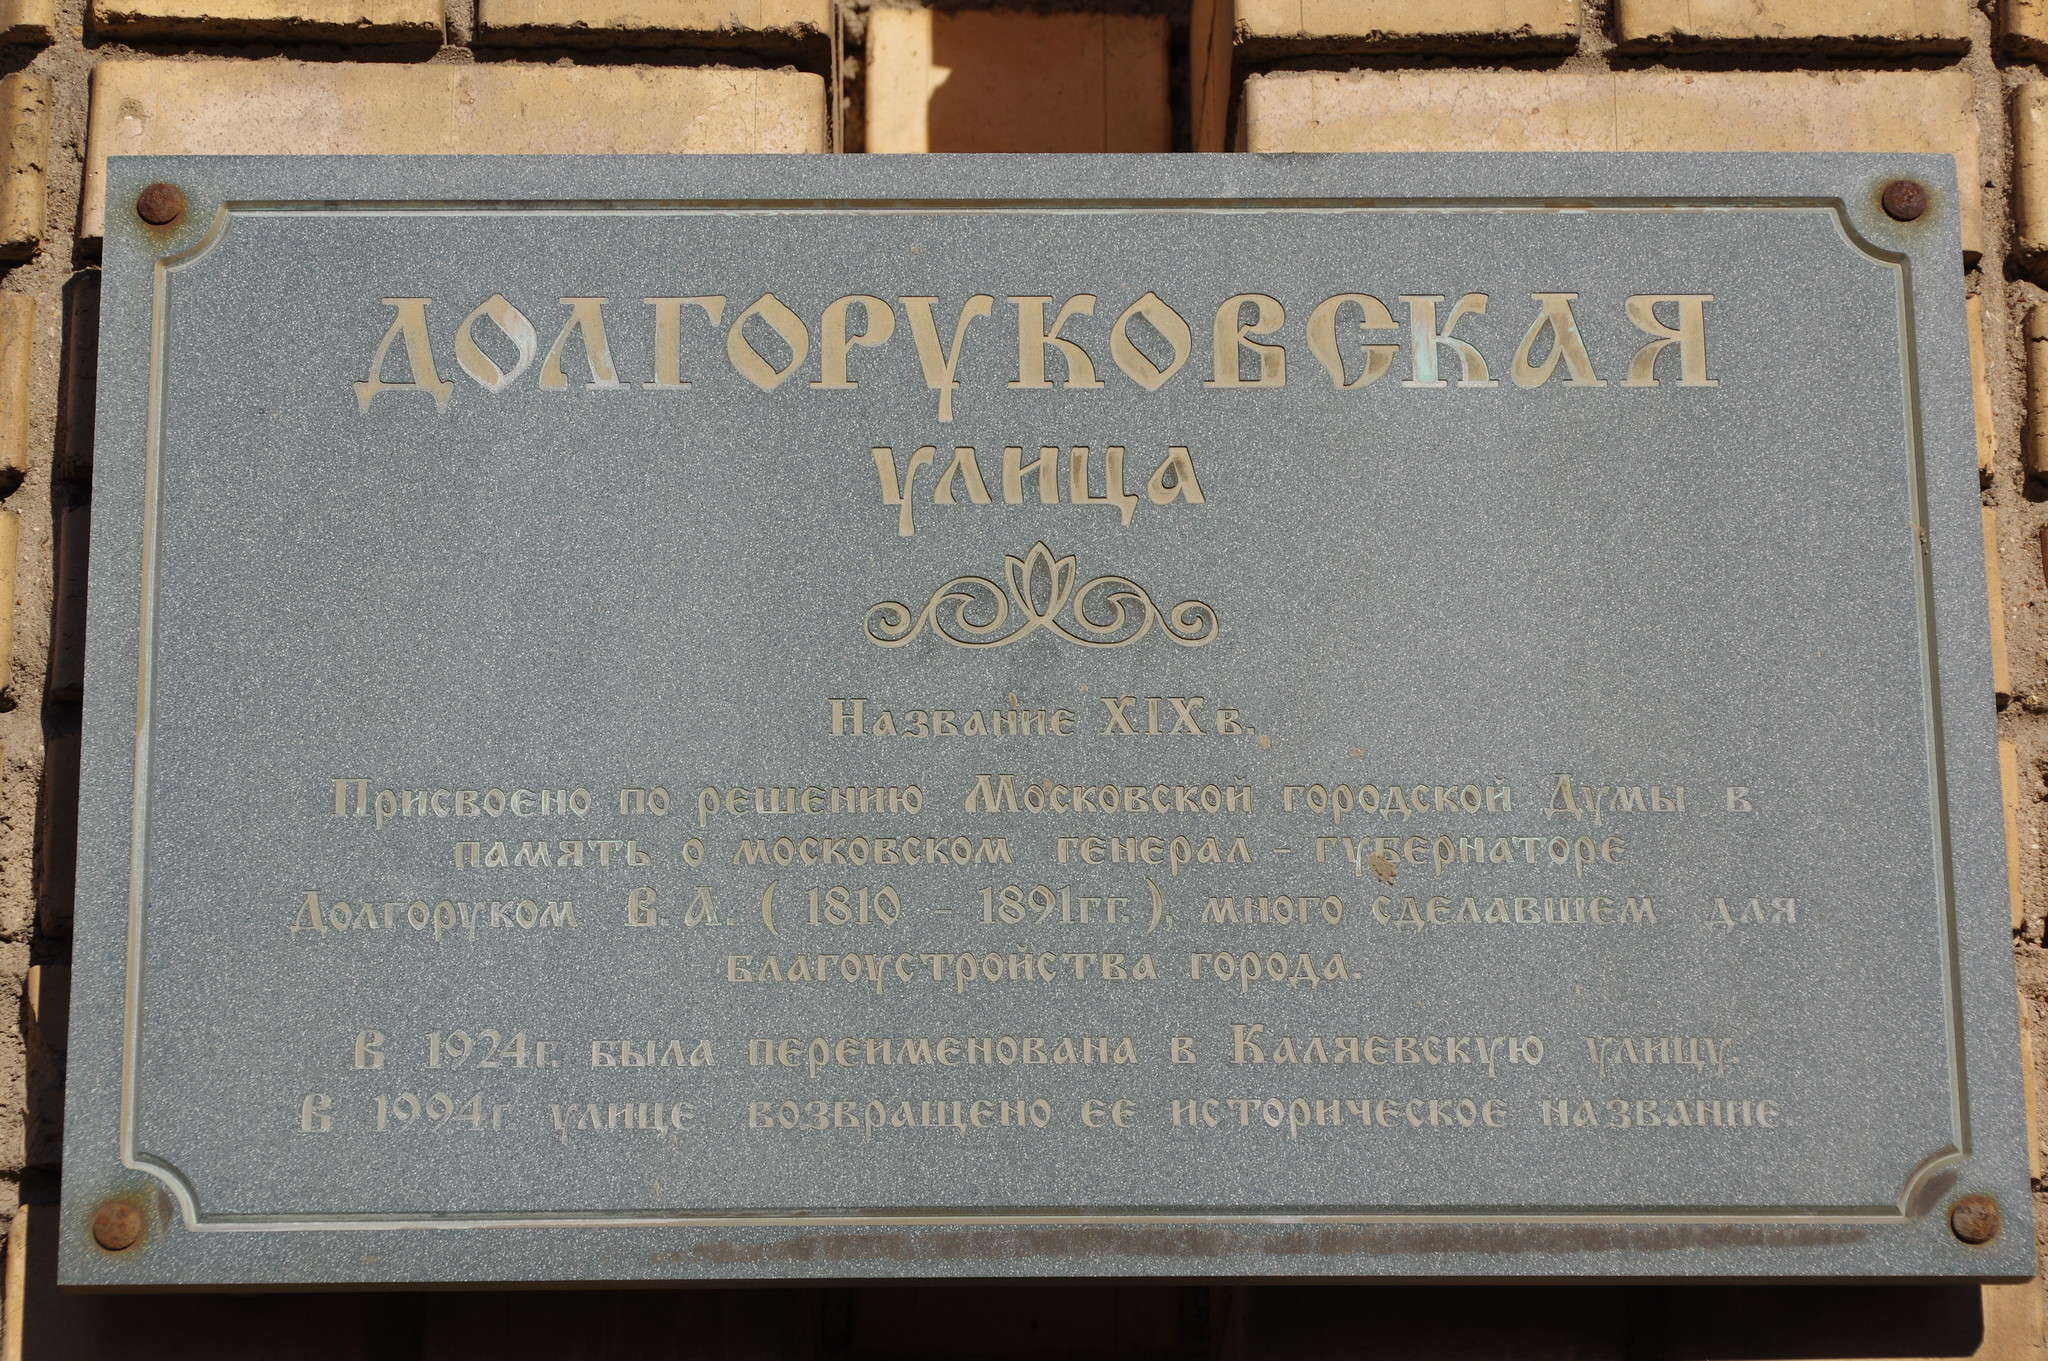 ДОЛГОРУКОВСКАЯ
улица
Название XIX в.
Присвоено по решению Московской городской Думы в
память о московском генерал - губернаторе
Долгоруком В. А. ( 1810 - 1891гг. ), много сделавшем для
благоустройства города.
В 1924г. была переименована в Каляевскую улицу.
В 1994г. улице возвращено ее историческое название.